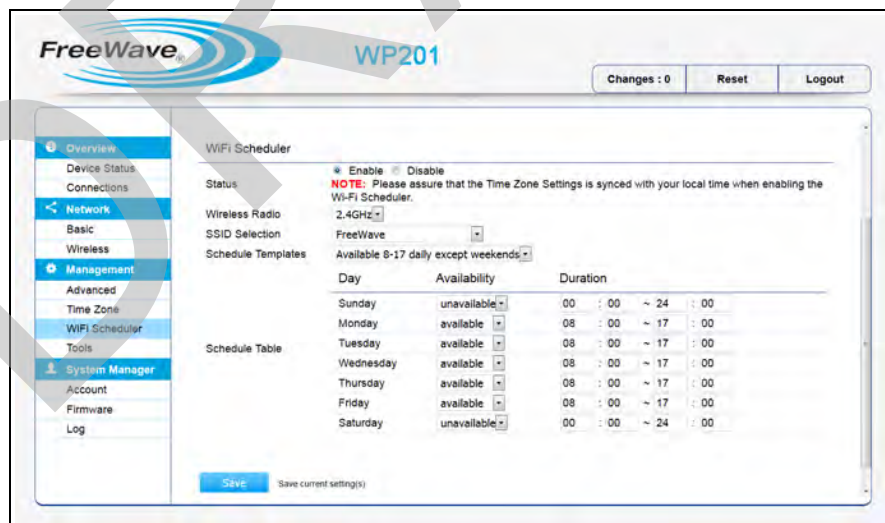 FreeWave®
WP201
Changes : 0 Reset Logout
Overview
Device Status
Connections
Network
Basic
Wireless
Management
Advanced
Time Zone
WiFi Scheduler
Tools
System Manager
Account
Firmware
Log
WiFi Scheduler
Status Enable Disable
NOTE: Please assure that the Time Zone Settings is synced with your local time when enabling the
Wi-Fi Scheduler.
Wireless Radio 2.4GHz
SSID Selection FreeWave
Schedule Templates Available 8-17 daily except weekends
Schedule Table
Day Availability Duration
Sunday unavailable 00 : 00 ~ 24 : 00
Monday available 08 : 00 ~ 17 : 00
Tuesday available 08 : 00 ~ 17 : 00
Wednesday available 08 : 00 ~ 17 : 00
Thursday available 08 : 00 ~ 17 : 00
Friday available 08 : 00 ~ 17 : 00
Saturday unavailable 00 : 00 ~ 24 : 00
Save Save current setting(s)